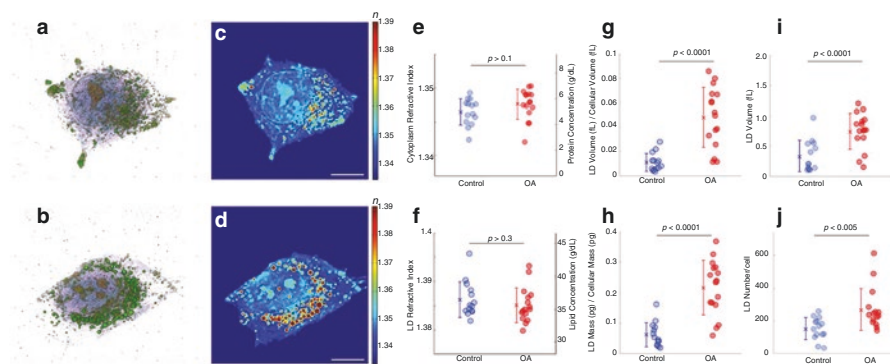 a
n
1.39
1.38
1.37
1.36
1.35
1.34
c
b
n
1.39
1.38
1.37
1.36
1.35
1.34
d
e
p > 0.1
Cytoplasm Refractive Index
1.35
1.34
Protein Concentration (g/dL)
8
6
4
2
0
Control
OA
f
p > 0.3
LD Refractive Index
1.4
1.39
1.38
Lipid Concentration (g/dL)
45
40
35
30
Control
OA
g
p < 0.0001
LD Volume (fL) / Cellular Volume (fL)
0.1
0.08
0.06
0.04
0.02
0
Control
OA
h
p < 0.0001
LD Mass (pg) / Cellular Mass (pg)
0.4
0.3
0.2
0.1
0
Control
OA
i
p < 0.0001
LD Volume (fL)
2.0
1.5
1.0
0.5
0.0
Control
OA
j
p < 0.005
LD Number/cell
600
400
200
0
Control
OA